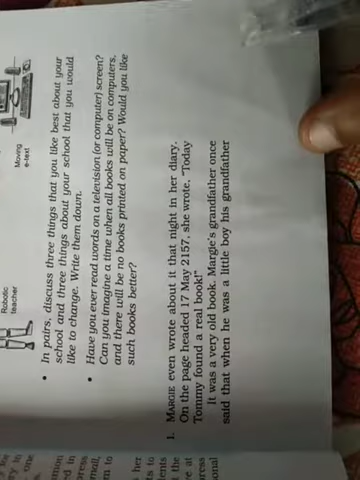 Robotic
teacher
Moving
e-text
• In pairs, discuss three things that you like best about your
school and three things about your school that you would
like to change. Write them down.
• Have you ever read words on a television (or computer) screen?
Can you imagine a time when all books will be on computers,
and there will be no books printed on paper? Would you like
such books better?
1. MARGIE even wrote about it that night in her diary.
On the page headed 17 May 2157, she wrote, “Today
Tommy found a real book!”
It was a very old book. Margie’s grandfather once
said that when he was a little boy his grandfather